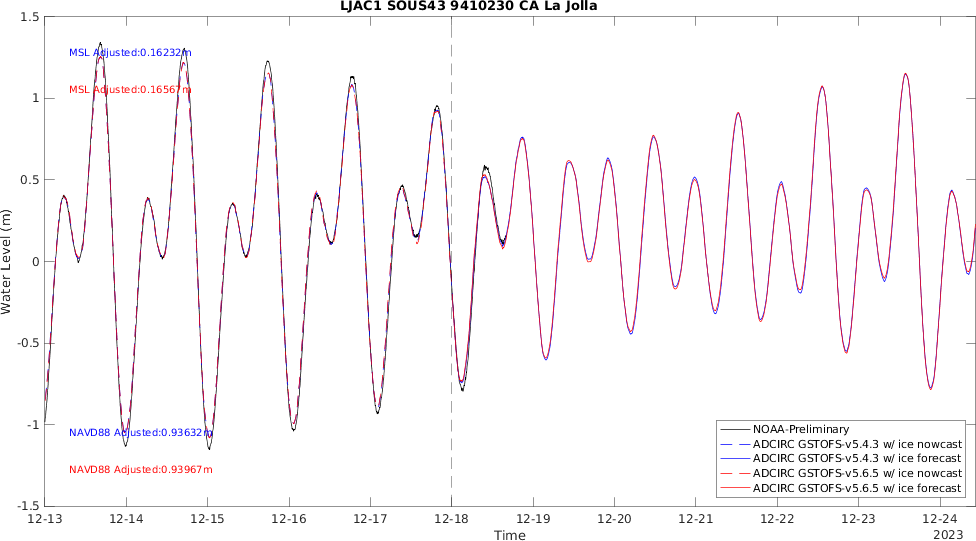 LJAC1 SOUS43 9410230 CA La Jolla
1.5
1
0.5
0
-0.5
-1
-1.5
Water Level (m)
MSL Adjusted:0.16232m
MSL Adjusted:0.16567m
NAVD88 Adjusted:0.93632m
NAVD88 Adjusted:0.93967m
NOAA-Preliminary
ADCIRC GSTOFS-v5.4.3 w/ ice nowcast
ADCIRC GSTOFS-v5.4.3 w/ ice forecast
ADCIRC GSTOFS-v5.6.5 w/ ice nowcast
ADCIRC GSTOFS-v5.6.5 w/ ice forecast
12-13 12-14 12-15 12-16 12-17 12-18 12-19 12-20 12-21 12-22 12-23 12-24
Time
2023